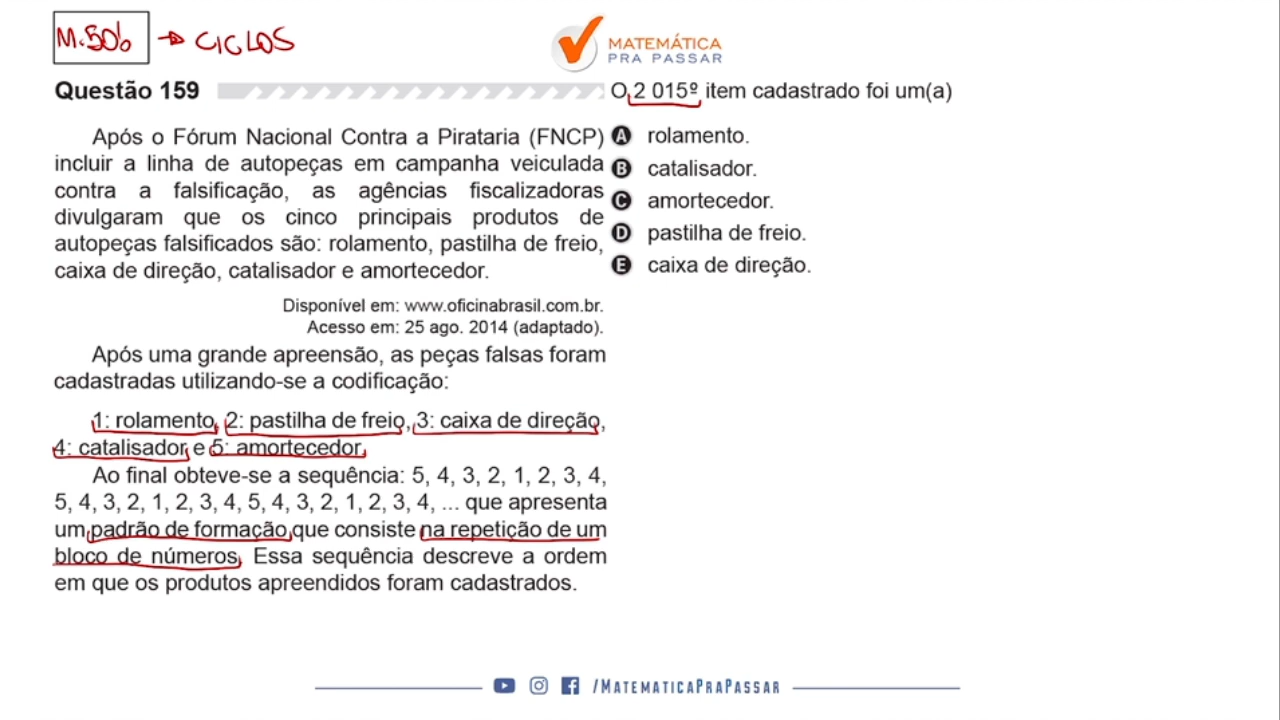 M.506 → CICLOS
MATEMÁTICA
PRA PASSAR
Questão 159
Após o Fórum Nacional Contra a Pirataria (FNCP)
incluir a linha de autopeças em campanha veiculada
contra a falsificação, as agências fiscalizadoras
divulgaram que os cinco principais produtos de
autopeças falsificados são: rolamento, pastilha de freio,
caixa de direção, catalisador e amortecedor.
Disponível em: www.oficinabrasil.com.br.
Acesso em: 25 ago. 2014 (adaptado).
Após uma grande apreensão, as peças falsas foram
cadastradas utilizando-se a codificação:
1: rolamento, 2: pastilha de freio, 3: caixa de direção,
4: catalisador e 5: amortecedor.
Ao final obteve-se a sequência: 5, 4, 3, 2, 1, 2, 3, 4,
5, 4, 3, 2, 1, 2, 3, 4, 5, 4, 3, 2, 1, 2, 3, 4, ... que apresenta
um padrão de formação que consiste na repetição de um
bloco de números. Essa sequência descreve a ordem
em que os produtos apreendidos foram cadastrados.
O 2 015º item cadastrado foi um(a)
A rolamento.
B catalisador.
C amortecedor.
D pastilha de freio.
E caixa de direção.
/MATEMATICAPRAPASSAR